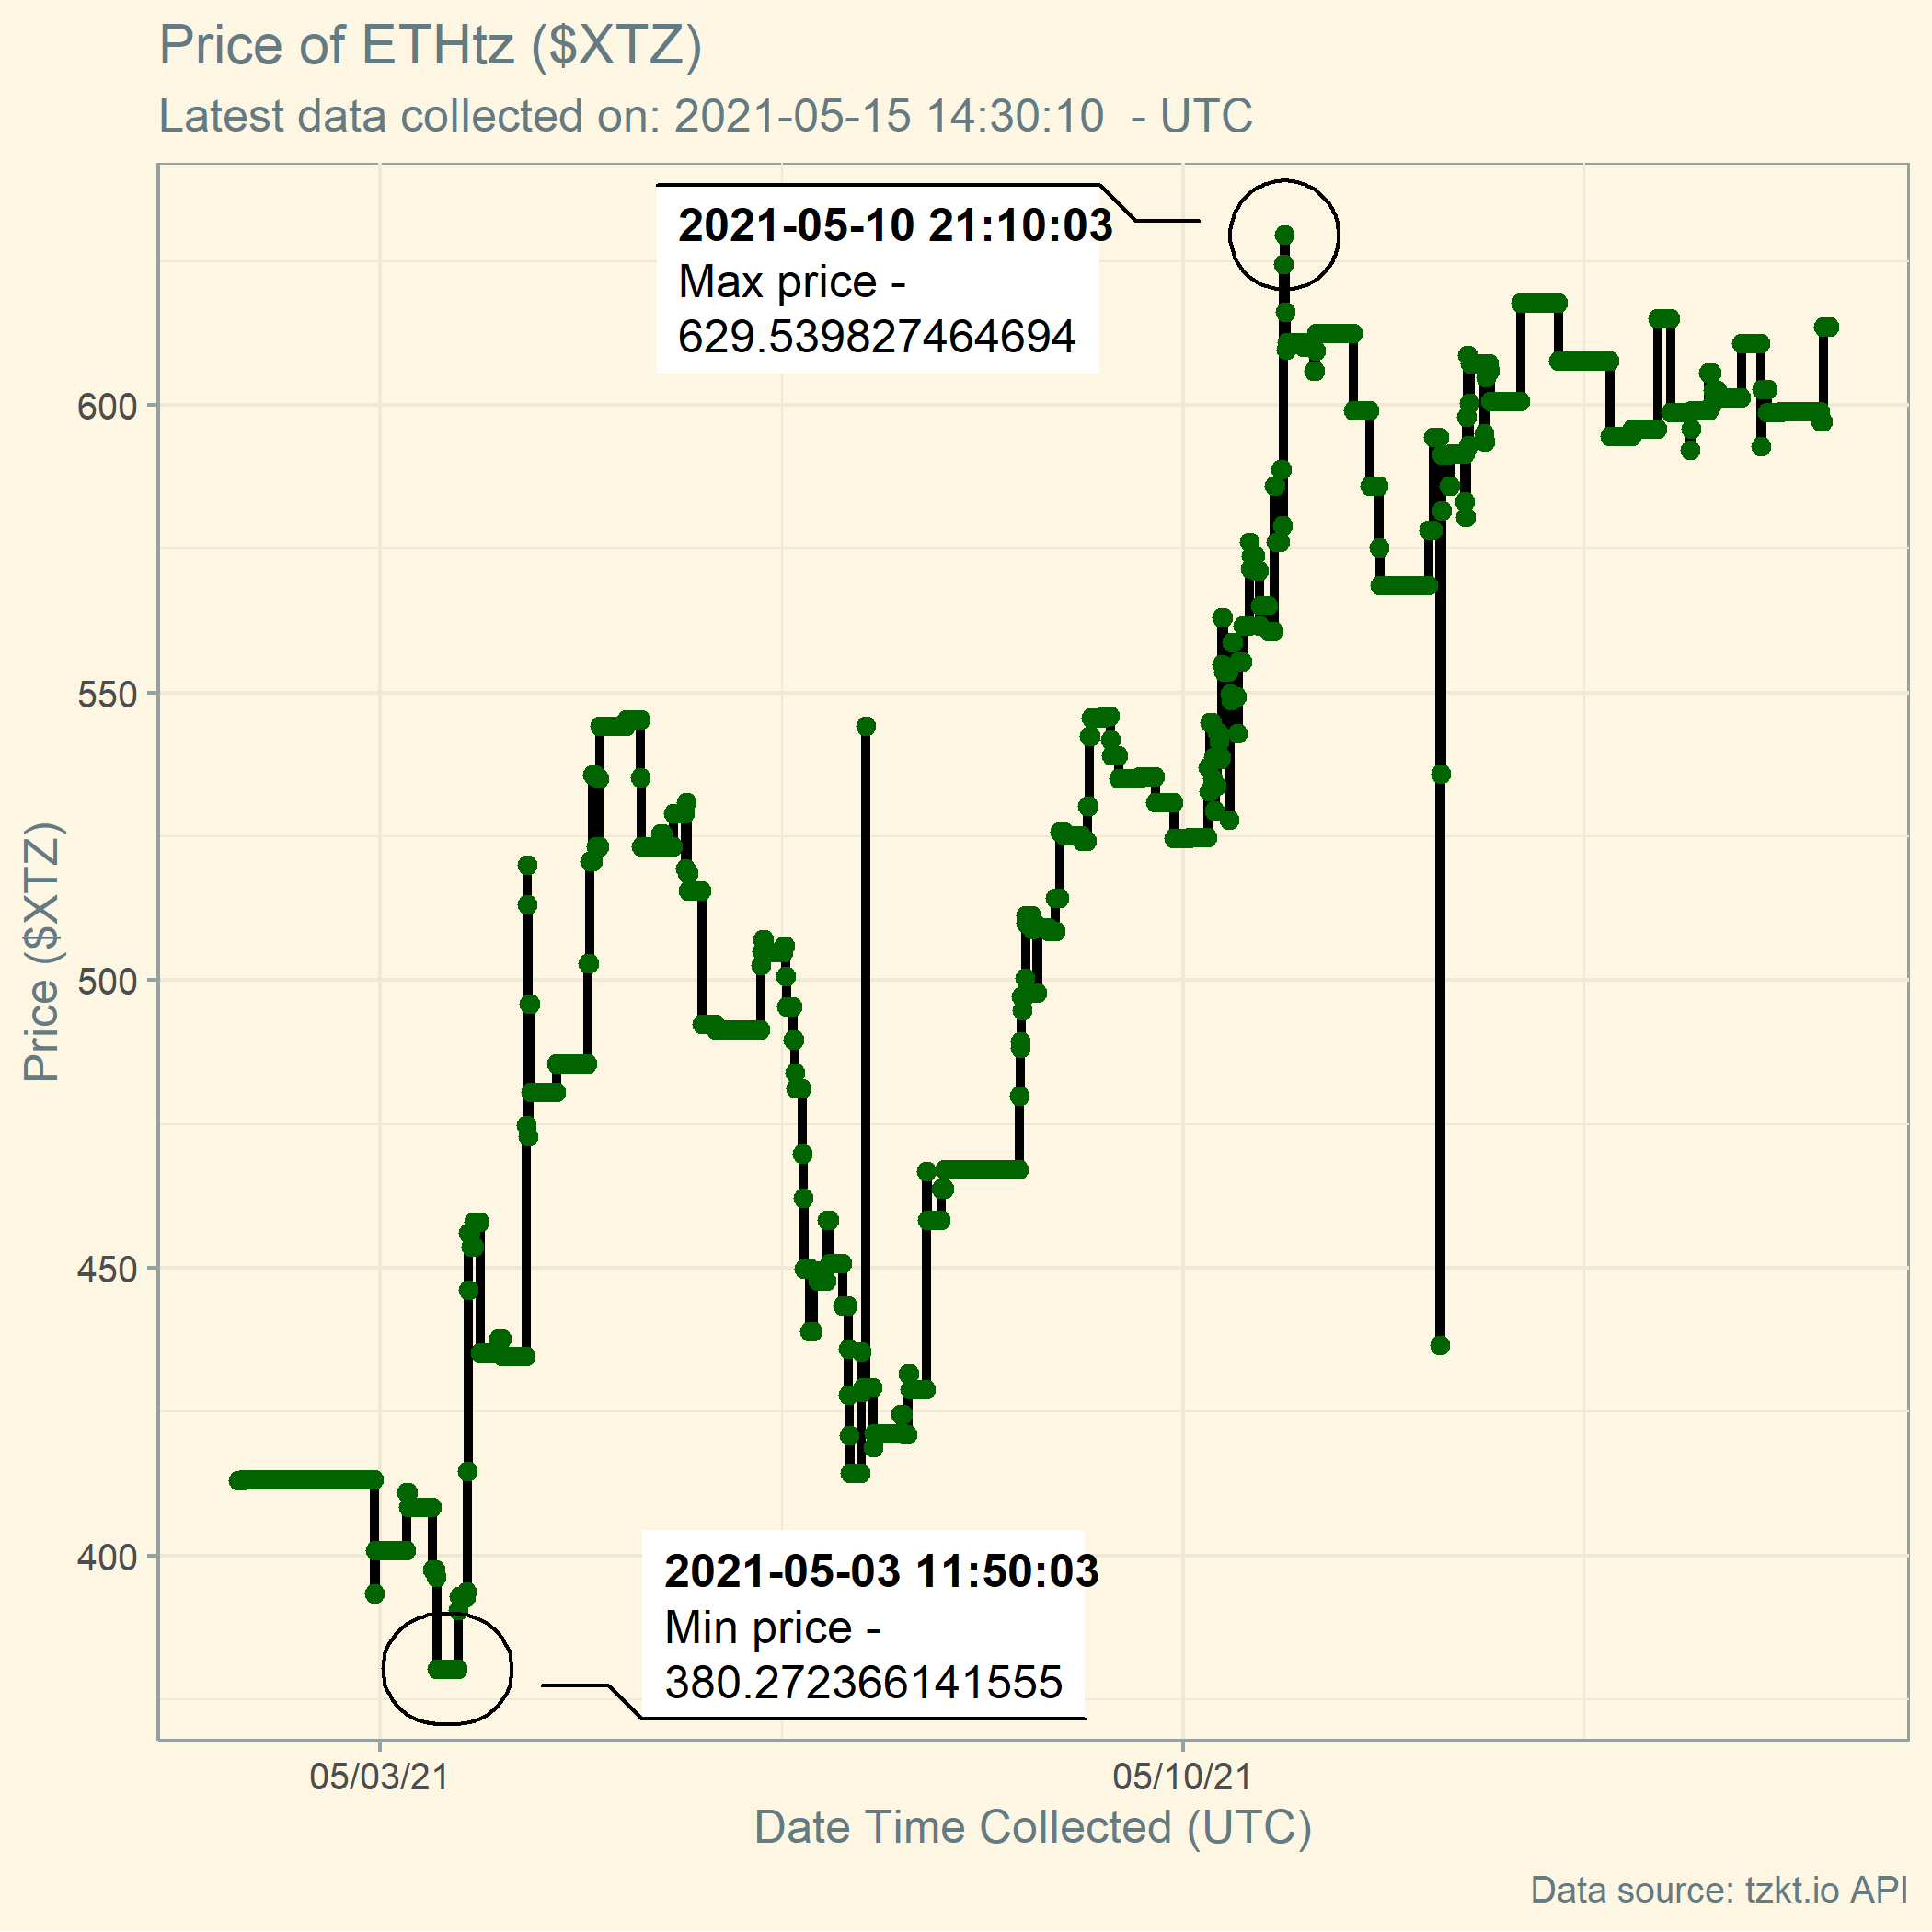 Price of ETHtz ($XTZ)
Latest data collected on: 2021-05-15 14:30:10  - UTC
2021-05-10 21:10:03
Max price -
629.539827464694
600
550
500
450
400
Price ($XTZ)
2021-05-03 11:50:03
Min price -
380.272366141555
05/03/21
05/10/21
Date Time Collected (UTC)
Data source: tzkt.io API